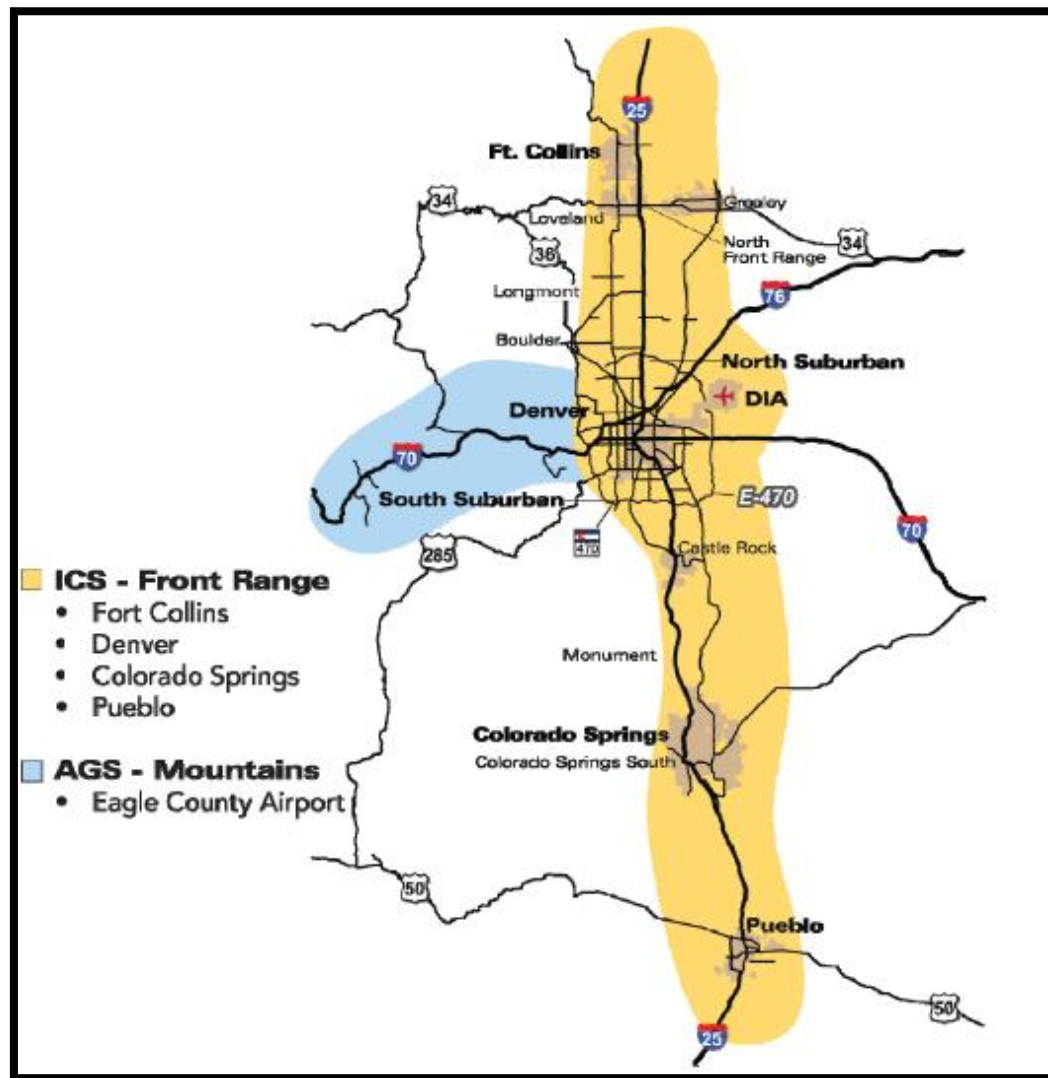 25
Ft. Collins
34
Greeley
Loveland
North
Front Range
34
36
76
Longmont
Boulder
North Suburban
DIA
Denver
70
South Suburban
E-470
470
70
285
Castle Rock
ICS - Front Range
• Fort Collins
• Denver
• Colorado Springs
• Pueblo
Monument
Colorado Springs
Colorado Springs South
AGS - Mountains
• Eagle County Airport
50
Pueblo
50
25